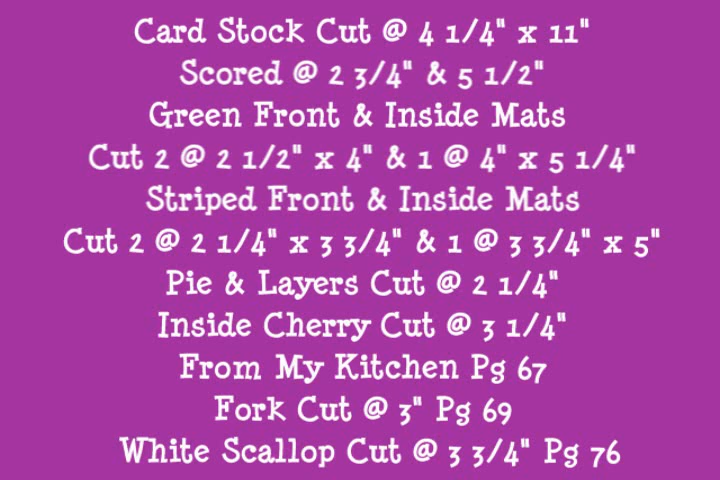 Card Stock Cut @ 4 1/4" x 11"
Scored @ 2 3/4" & 5 1/2"
Green Front & Inside Mats
Cut 2 @ 2 1/2" x 4" & 1 @ 4" x 5 1/4"
Striped Front & Inside Mats
Cut 2 @ 2 1/4" x 3 3/4" & 1 @ 3 3/4" x 5"
Pie & Layers Cut @ 2 1/4"
Inside Cherry Cut @ 3 1/4"
From My Kitchen Pg 67
Fork Cut @ 3" Pg 69
White Scallop Cut @ 3 3/4" Pg 76